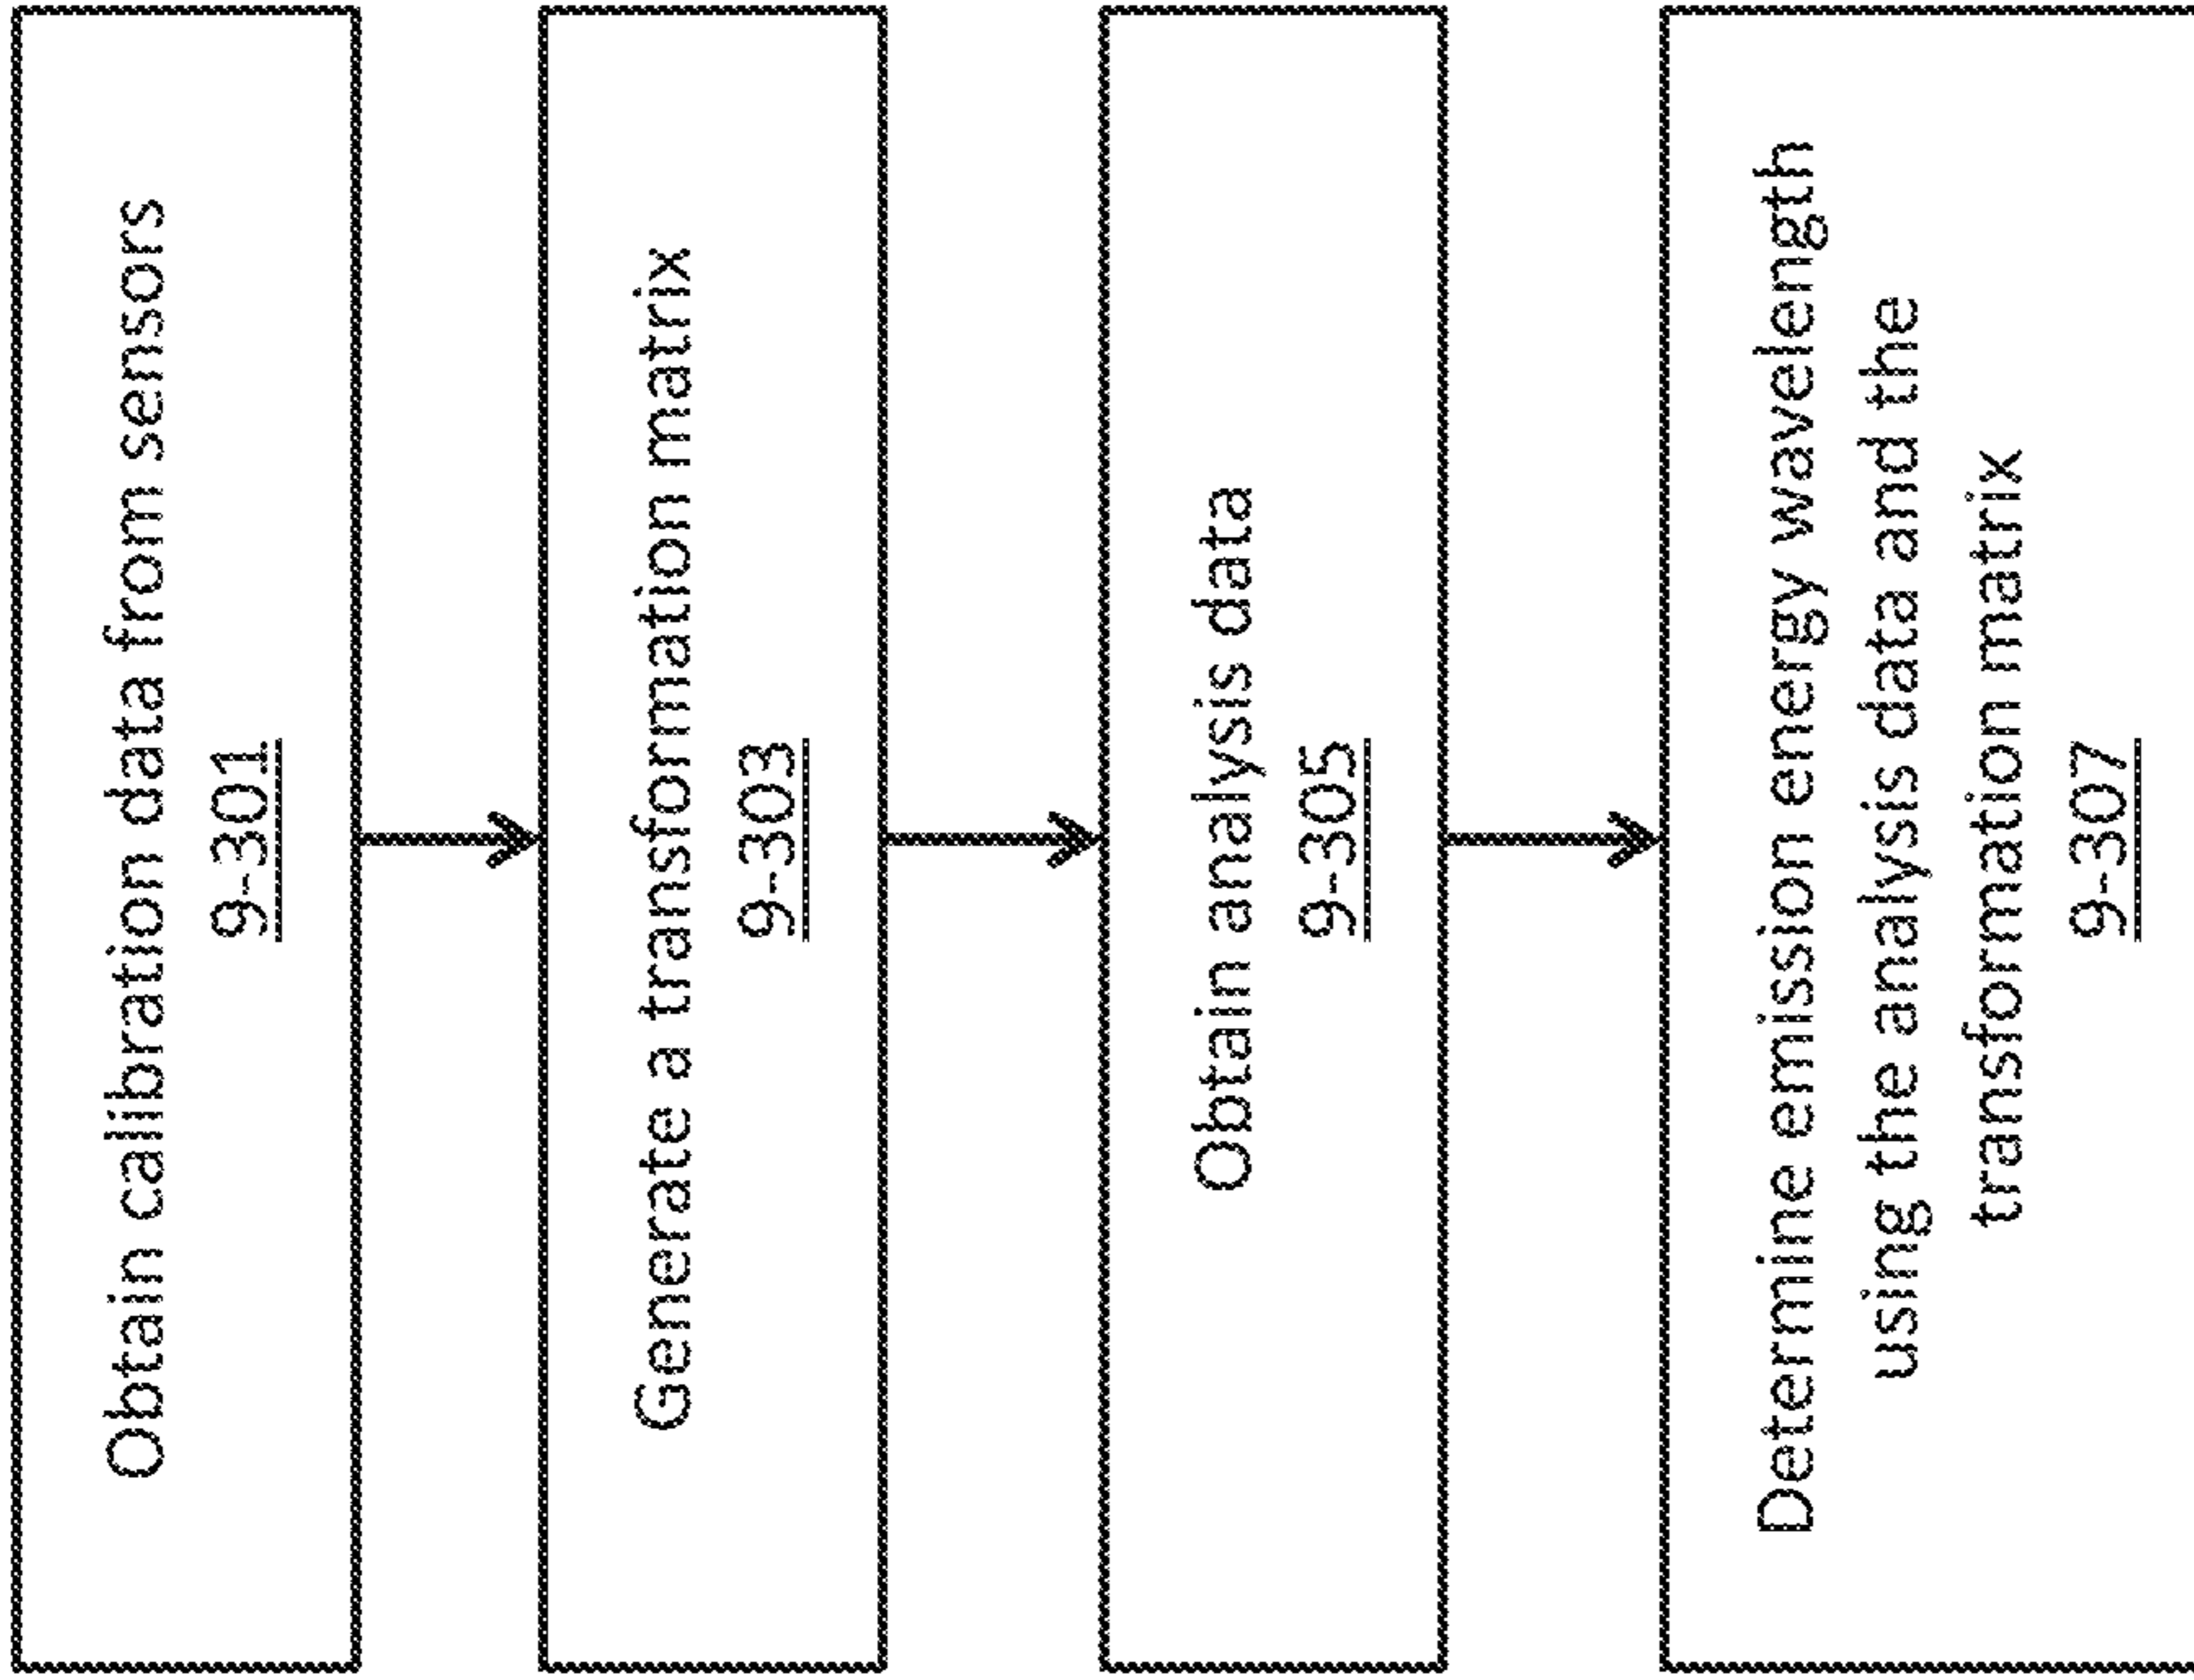 Obtain calibration data from sensors
9-301
Generate a transformation matrix
9-303
Obtain analysis data
9-305
Determine emission energy wavelength
using the analysis data and the
transformation matrix
9-307